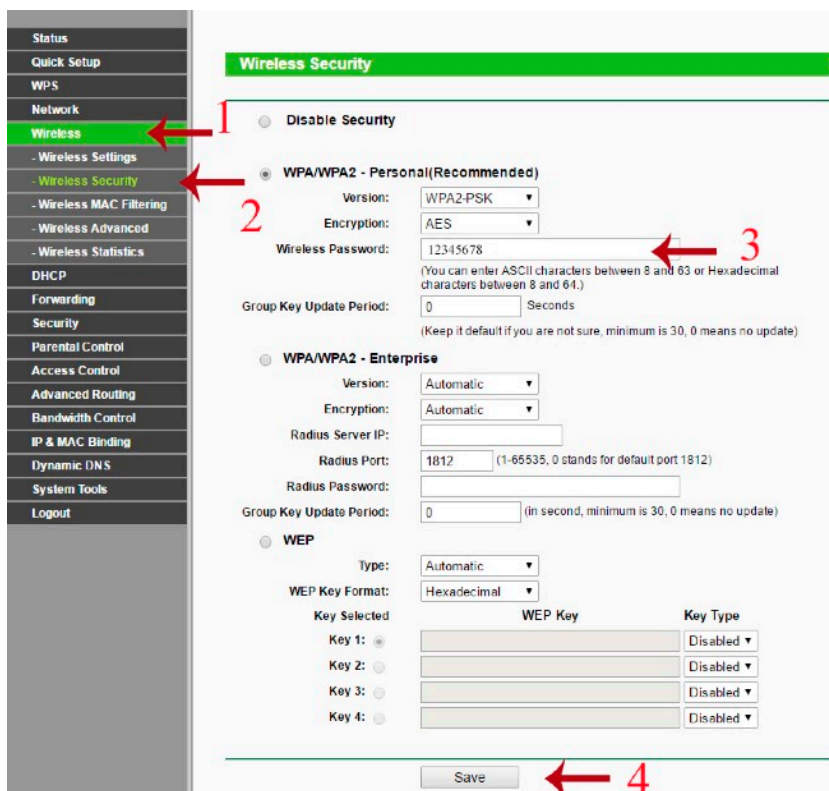 Status
Quick Setup
WPS
Network
Wireless
- Wireless Settings
- Wireless Security
- Wireless MAC Filtering
- Wireless Advanced
- Wireless Statistics
DHCP
Forwarding
Security
Parental Control
Access Control
Advanced Routing
Bandwidth Control
IP & MAC Binding
Dynamic DNS
System Tools
Logout
1
2
Wireless Security
Disable Security
WPA/WPA2 - Personal(Recommended)
Version: WPA2-PSK
Encryption: AES
Wireless Password: 12345678 3
(You can enter ASCII characters between 8 and 63 or Hexadecimal
characters between 8 and 64.)
Group Key Update Period: 0 Seconds
(Keep it default if you are not sure, minimum is 30, 0 means no update)
WPA/WPA2 - Enterprise
Version: Automatic
Encryption: Automatic
Radius Server IP:
Radius Port: 1812 (1-65535, 0 stands for default port 1812)
Radius Password:
Group Key Update Period: 0 (in second, minimum is 30, 0 means no update)
WEP
Type: Automatic
WEP Key Format: Hexadecimal
Key Selected WEP Key Key Type
Key 1: Disabled
Key 2: Disabled
Key 3: Disabled
Key 4: Disabled
Save 4